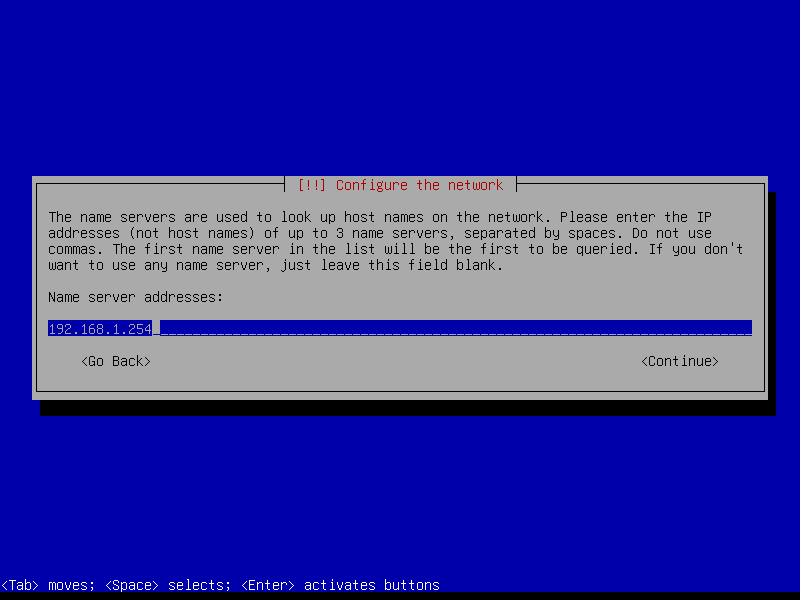 [!!] Configure the network
The name servers are used to look up host names on the network. Please enter the IP
addresses (not host names) of up to 3 name servers, separated by spaces. Do not use
commas. The first name server in the list will be the first to be queried. If you don't
want to use any name server, just leave this field blank.
Name server addresses:
192.168.1.254
<Go Back> <Continue>
<Tab> moves; <Space> selects; <Enter> activates buttons